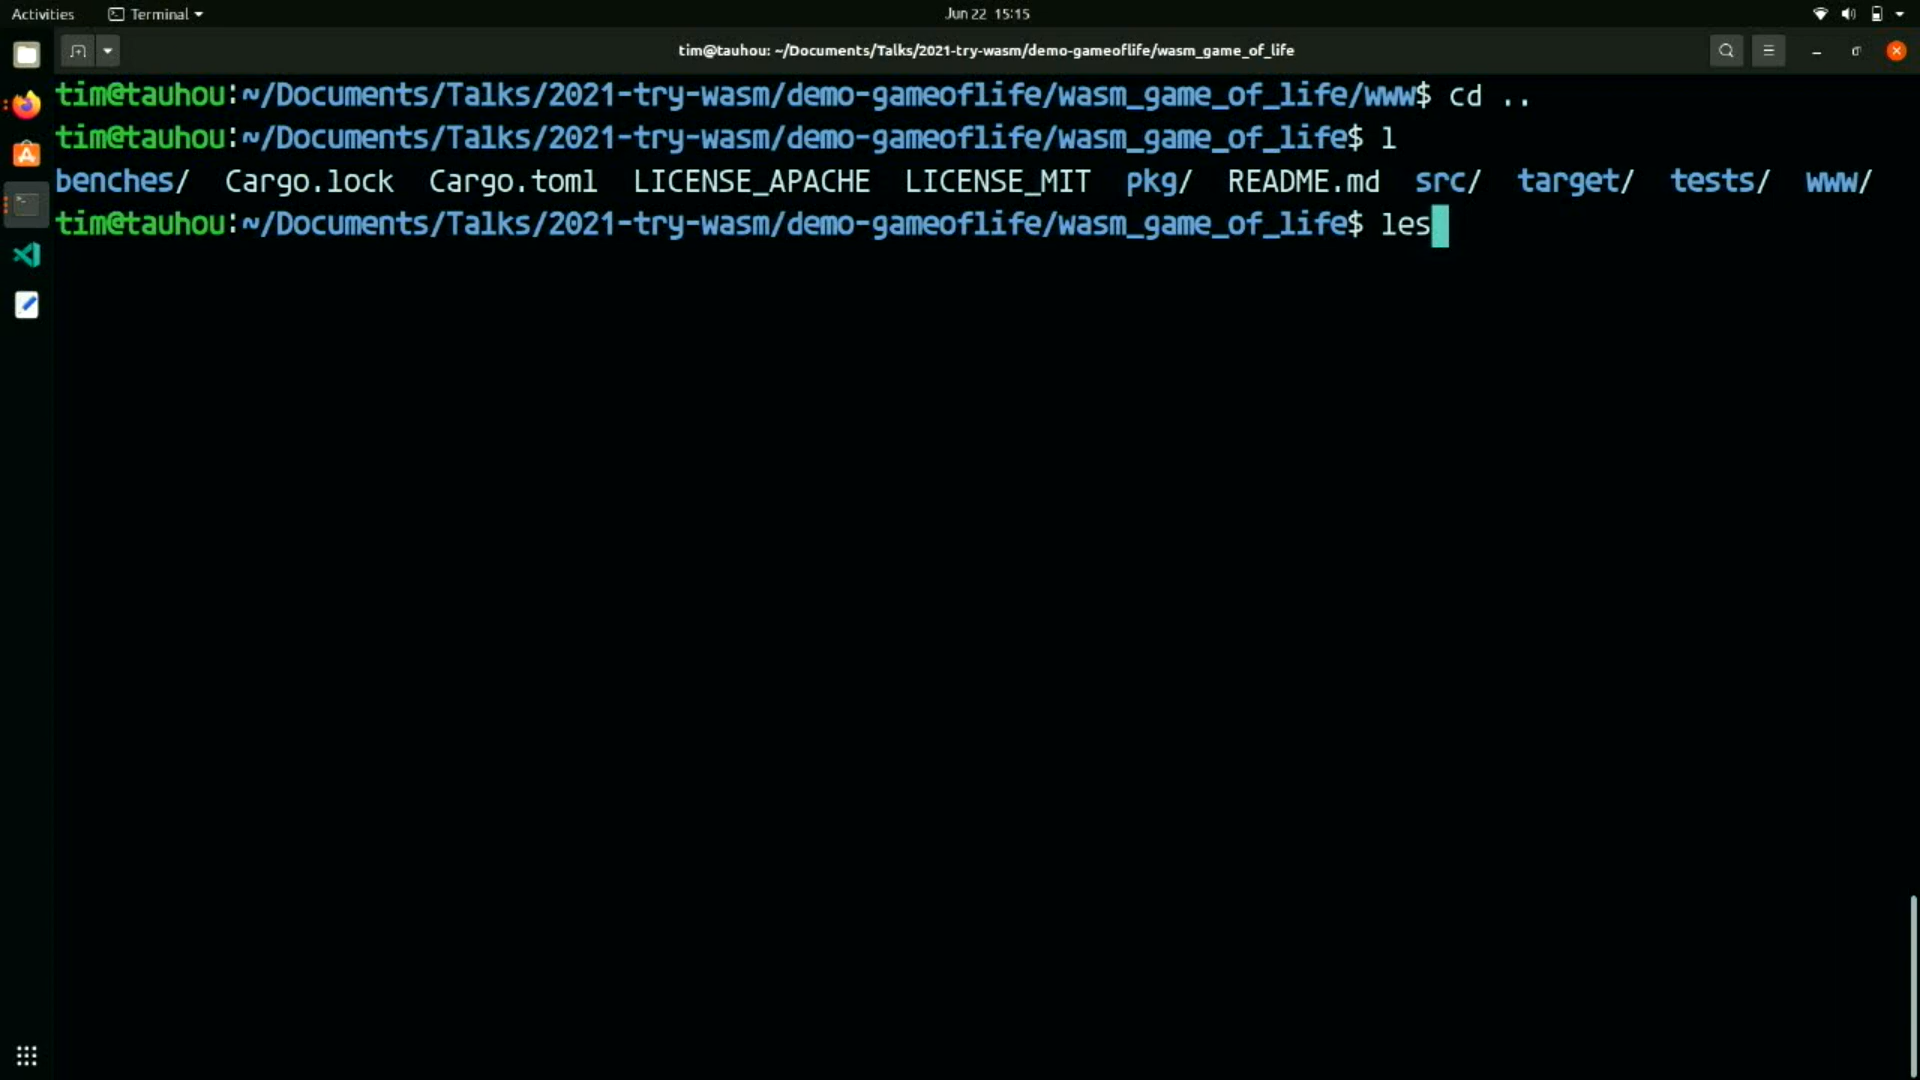 Activities Terminal Jun 22 15:15
tim@tauhou: ~/Documents/Talks/2021-try-wasm/demo-gameoflife/wasm_game_of_life
tim@tauhou:~/Documents/Talks/2021-try-wasm/demo-gameoflife/wasm_game_of_life/www$ cd ..
tim@tauhou:~/Documents/Talks/2021-try-wasm/demo-gameoflife/wasm_game_of_life$ l
benches/ Cargo.lock Cargo.toml LICENSE_APACHE LICENSE_MIT pkg/ README.md src/ target/ tests/ www/
tim@tauhou:~/Documents/Talks/2021-try-wasm/demo-gameoflife/wasm_game_of_life$ les